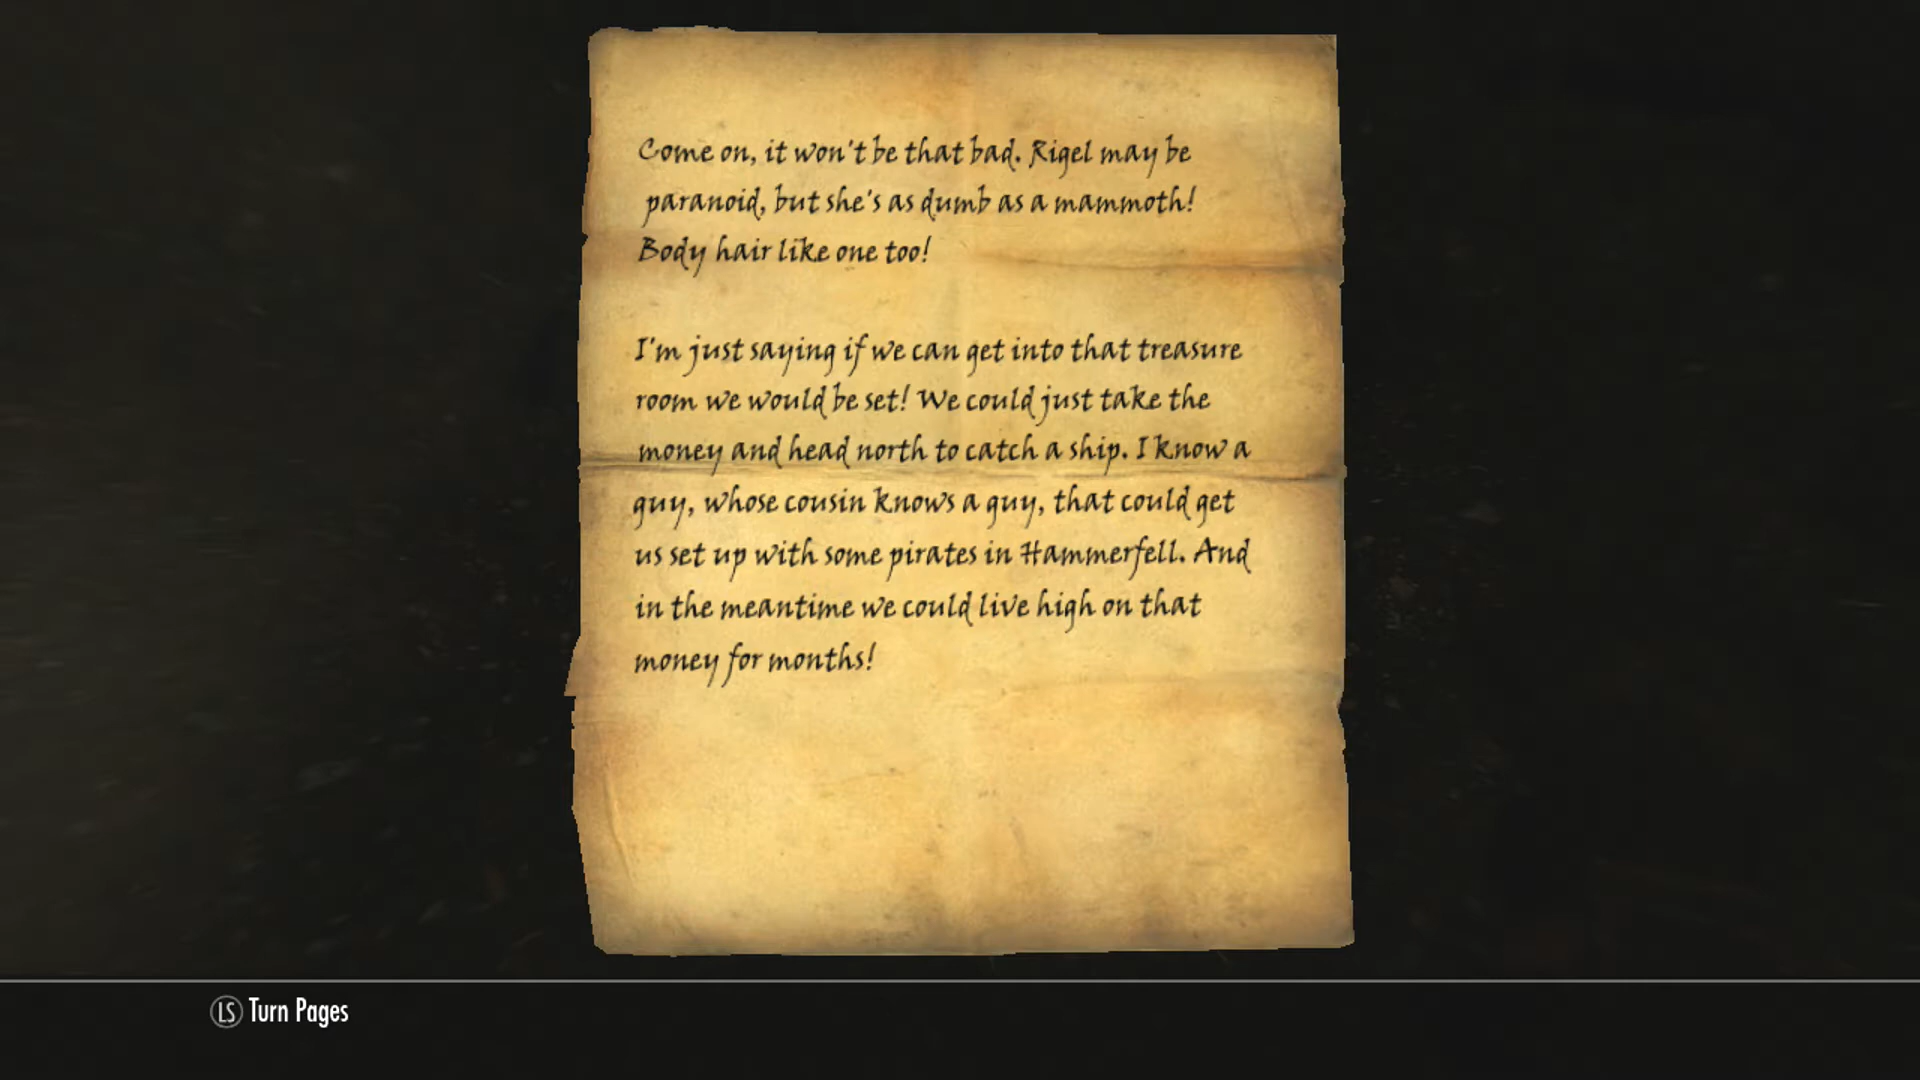 Come on, it won't be that bad. Rigel may be
paranoid, but she's as dumb as a mammoth!
Body hair like one too!
I'm just saying if we can get into that treasure
room we would be set! We could just take the
money and head north to catch a ship. I know a
guy, whose cousin knows a guy, that could get
us set up with some pirates in Hammerfell. And
in the meantime we could live high on that
money for months!
LS Turn Pages